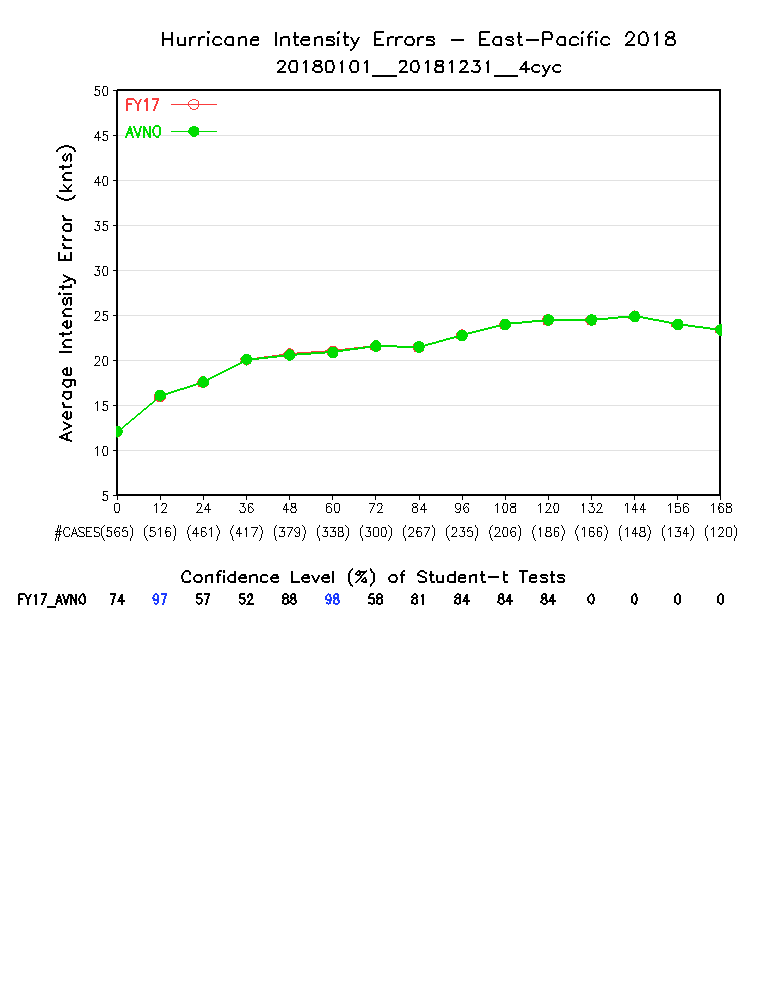 Hurricane Intensity Errors - East-Pacific 2018
20180101__20181231__4cyc
50
FY17
AVNO
45
40
35
30
25
20
15
10
5
Average Intensity Error (knts)
0 12 24 36 48 60 72 84 96 108 120 132 144 156 168
#CASES(565) (516) (461) (417) (379) (338) (300) (267) (235) (206) (186) (166) (148) (134) (120)
Confidence Level (%) of Student-t Tests
FY17_AVNO 74 97 57 52 88 98 58 81 84 84 84 0 0 0 0